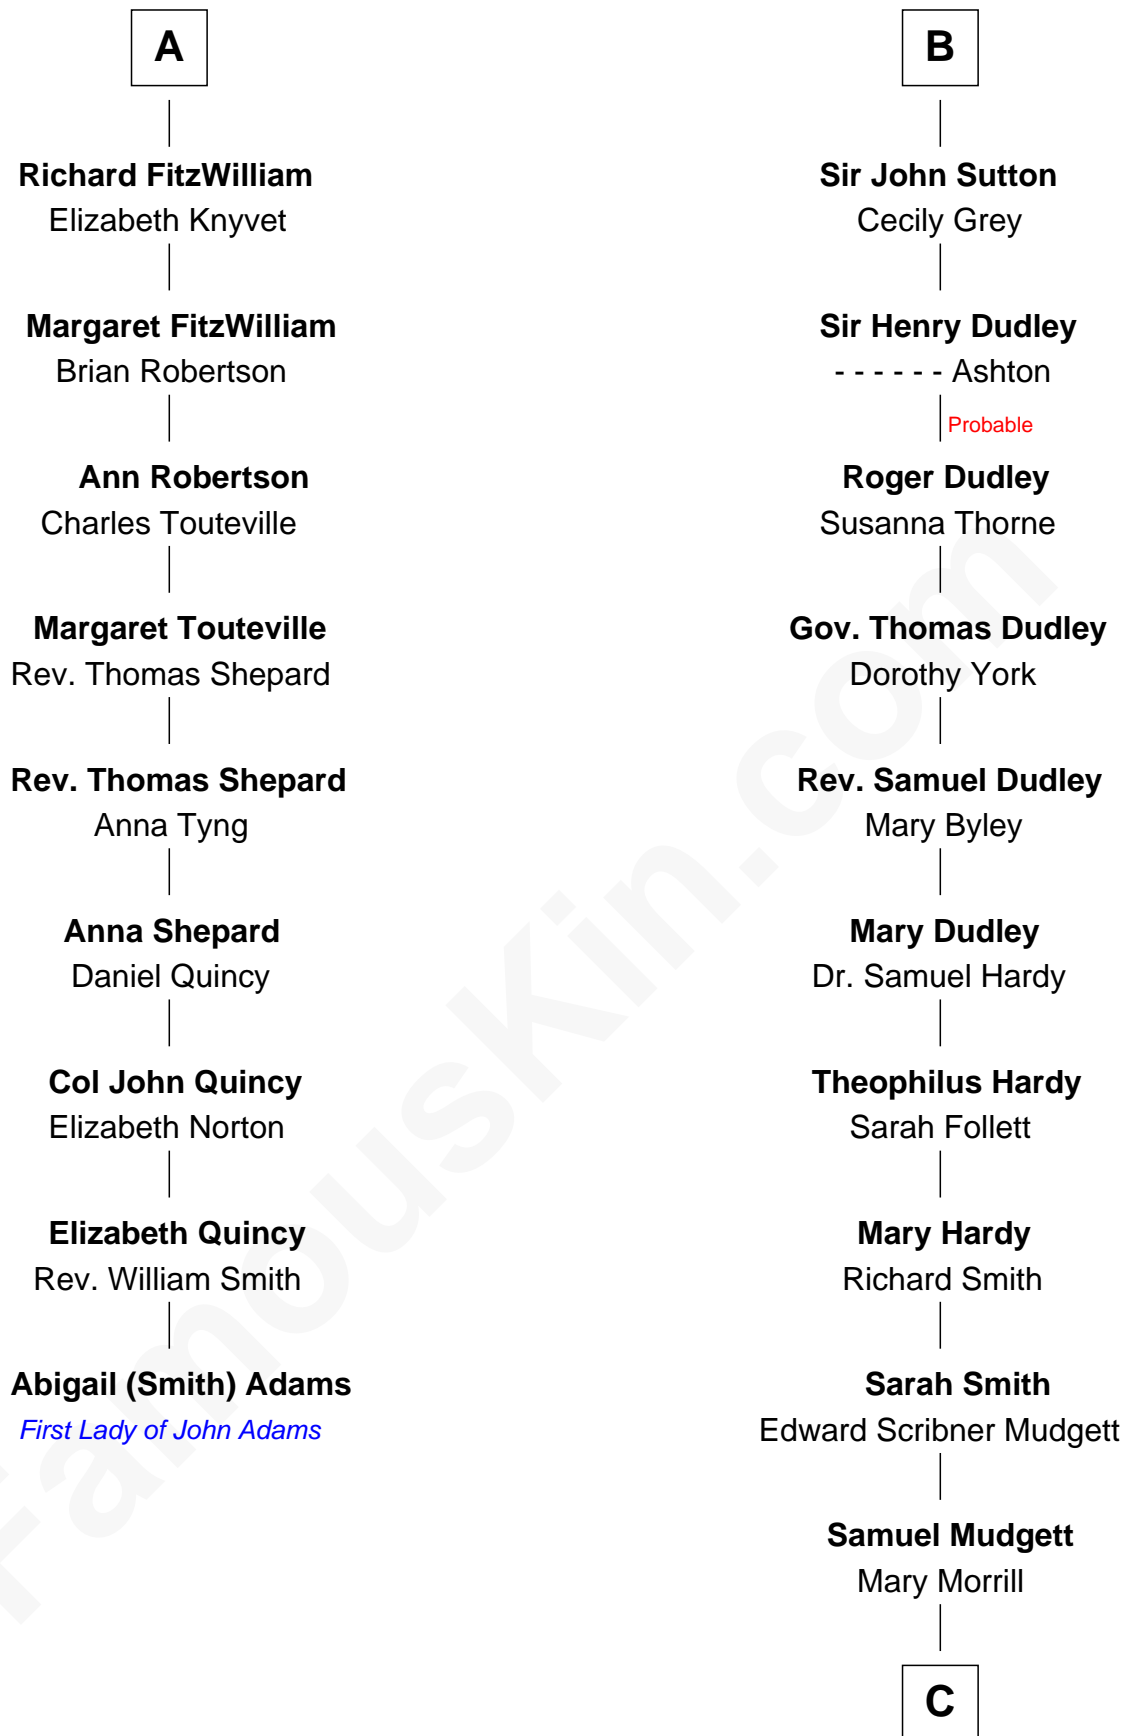 A
Richard FitzWilliam
Elizabeth Knyvet
Margaret FitzWilliam
Brian Robertson
Ann Robertson
Charles Touteville
Margaret Touteville
Rev. Thomas Shepard
Rev. Thomas Shepard
Anna Tyng
Anna Shepard
Daniel Quincy
Col John Quincy
Elizabeth Norton
Elizabeth Quincy
Rev. William Smith
Abigail (Smith) Adams
First Lady of John Adams
B
Sir John Sutton
Cecily Grey
Sir Henry Dudley
- - - - - - Ashton
Probable
Roger Dudley
Susanna Thorne
Gov. Thomas Dudley
Dorothy York
Rev. Samuel Dudley
Mary Byley
Mary Dudley
Dr. Samuel Hardy
Theophilus Hardy
Sarah Follett
Mary Hardy
Richard Smith
Sarah Smith
Edward Scribner Mudgett
Samuel Mudgett
Mary Morrill
C
FamousKin.com